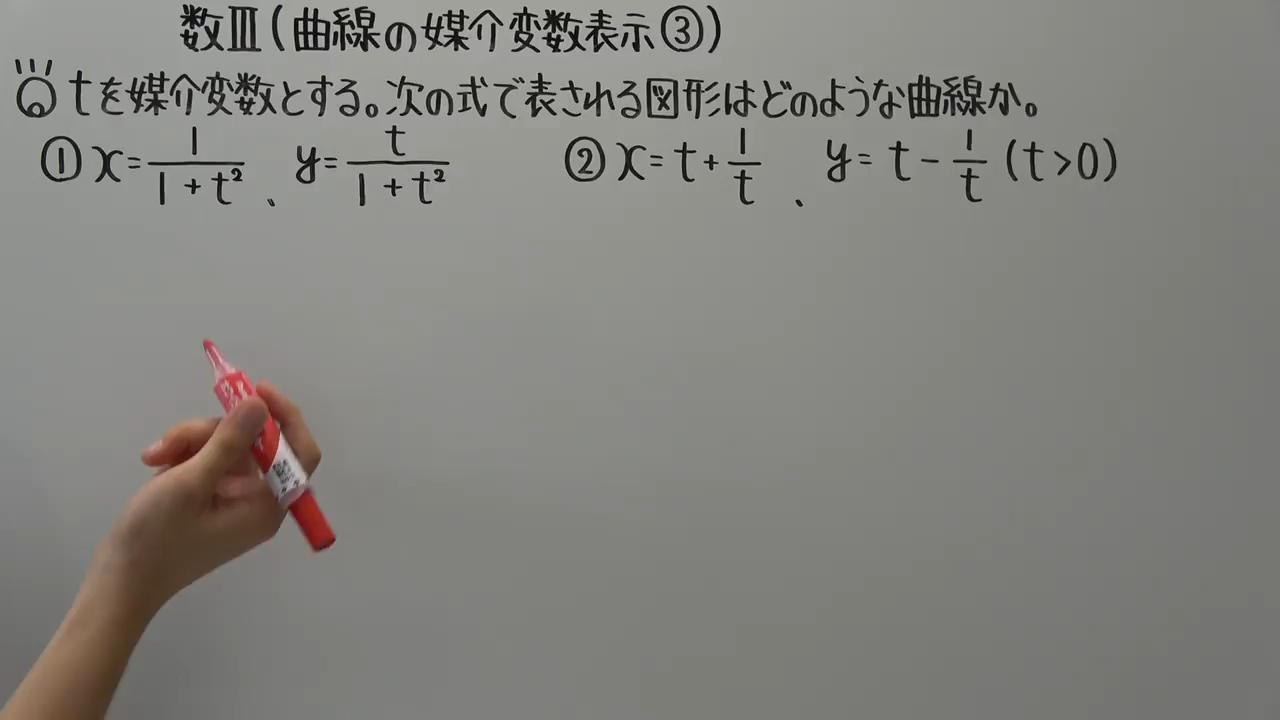 数Ⅲ(曲線の媒介変数表示③)
tを媒介変数とする。次の式で表される図形はどのような曲線か。
① x=1/(1+t²)、y=t/(1+t²) ② x=t+1/t、y=t-1/t (t>0)